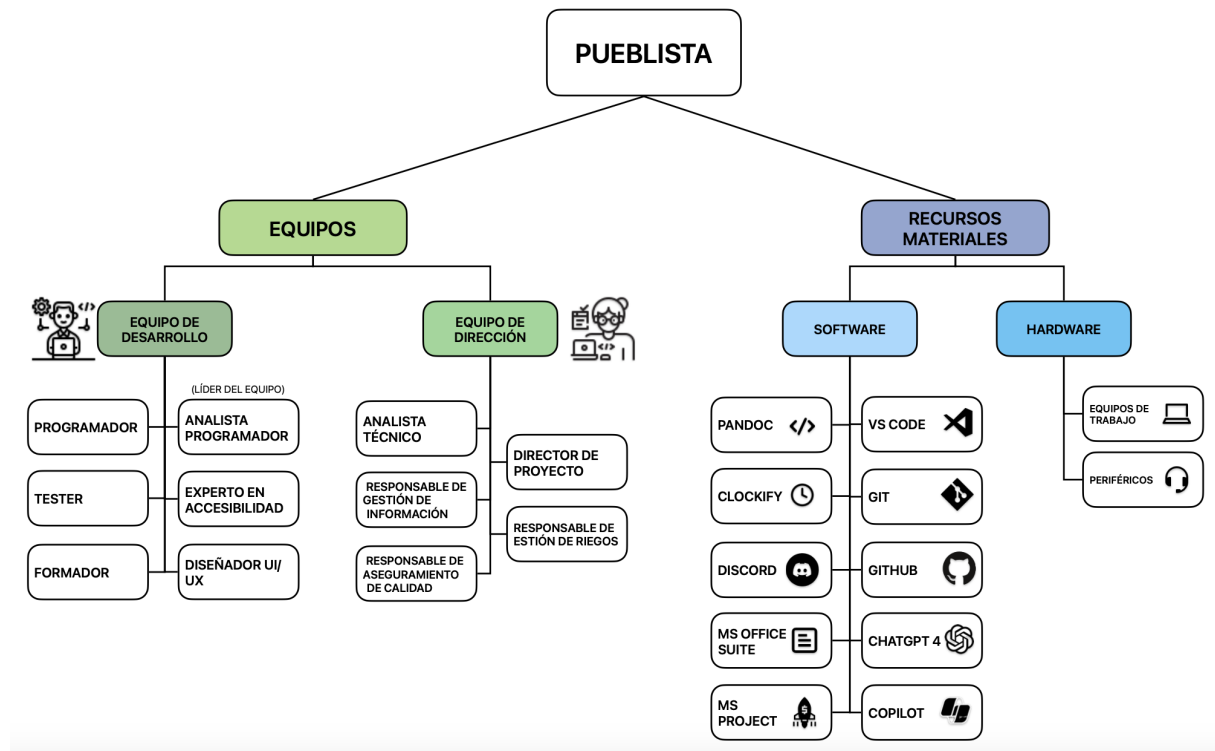 PUEBLISTA
EQUIPOS
RECURSOS
MATERIALES
EQUIPO DE
DESARROLLO
EQUIPO DE
DIRECCIÓN
SOFTWARE
HARDWARE
PROGRAMADOR
(LÍDER DEL EQUIPO)
ANALISTA
PROGRAMADOR
TESTER
EXPERTO EN
ACCESIBILIDAD
FORMADOR
DISEÑADOR UI/
UX
ANALISTA
TÉCNICO
DIRECTOR DE
PROYECTO
RESPONSABLE DE
GESTIÓN DE
INFORMACIÓN
RESPONSABLE DE
ESTIÓN DE RIEGOS
RESPONSABLE DE
ASEGURAMIENTO
DE CALIDAD
PANDOC
VS CODE
CLOCKIFY
GIT
DISCORD
GITHUB
MS OFFICE
SUITE
CHATGPT 4
MS
PROJECT
COPILOT
EQUIPOS DE
TRABAJO
PERIFÉRICOS